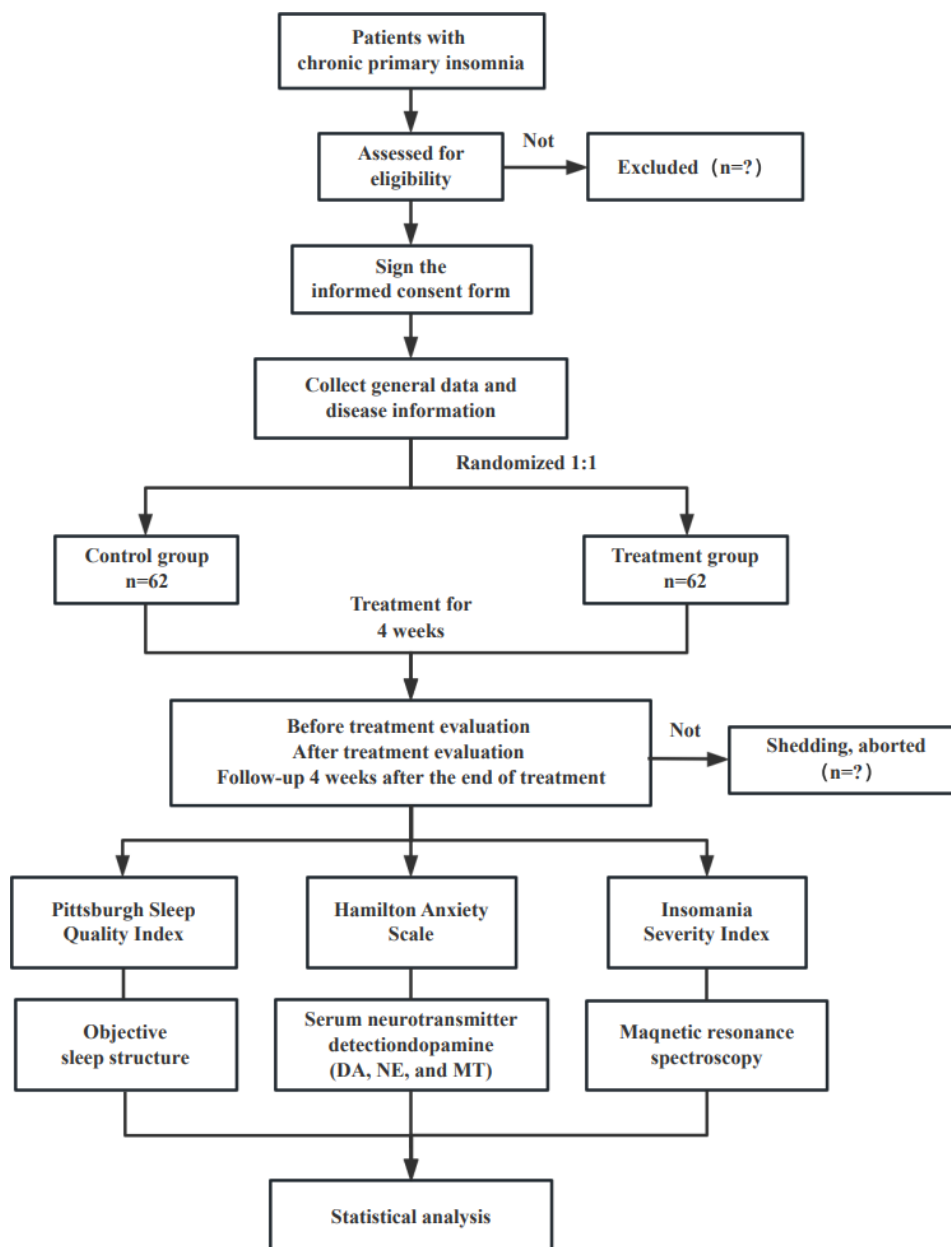 Patients with
chronic primary insomnia
Assessed for
eligibility
Not
Excluded（n=?）
Sign the
informed consent form
Collect general data and
disease information
Randomized 1:1
Control group
n=62
Treatment group
n=62
Treatment for
4 weeks
Before treatment evaluation
After treatment evaluation
Follow-up 4 weeks after the end of treatment
Not
Shedding, aborted
（n=?）
Pittsburgh Sleep
Quality Index
Hamilton Anxiety
Scale
Insomania
Severity Index
Objective
sleep structure
Serum neurotransmitter
detectiondopamine
(DA, NE, and MT)
Maqnetic resonance
spectroscopy
Statistical analysis